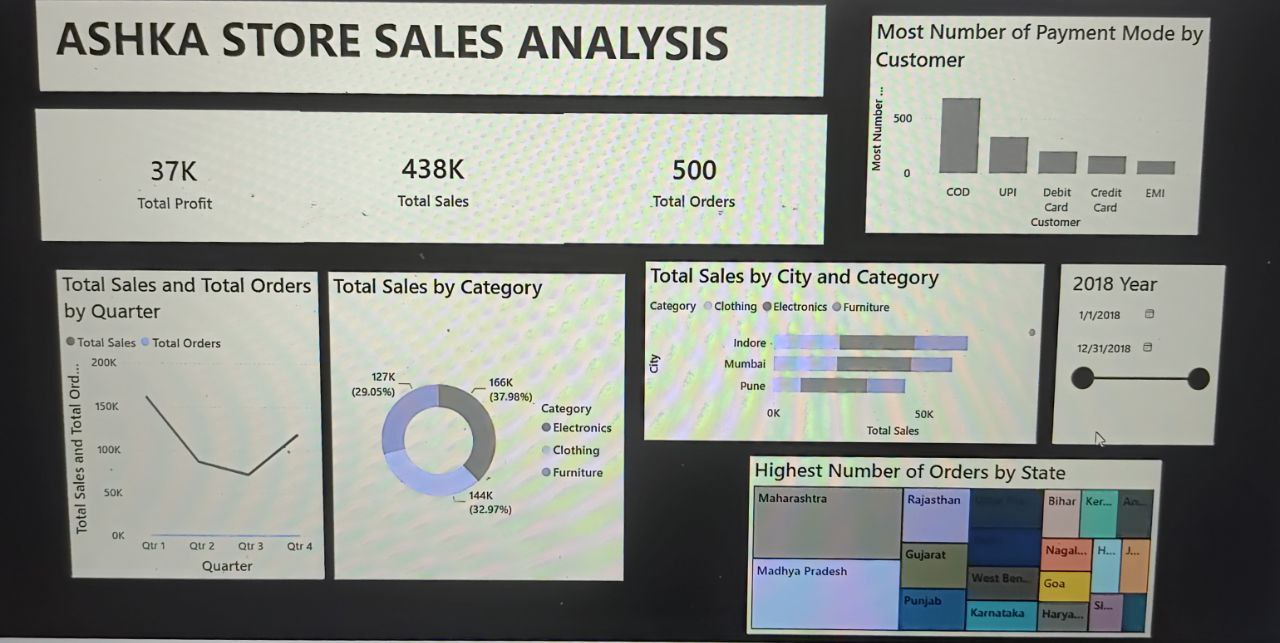 ASHKA STORE SALES ANALYSIS
37K
Total Profit
438K
Total Sales
500
Total Orders
Most Number of Payment Mode by
Customer
Most Number ...
500
0
COD
UPI
Debit
Card
Credit
Card
EMI
Customer
Total Sales and Total Orders
by Quarter
Total Sales
Total Orders
Total Sales and Total Ord...
200K
150K
100K
50K
0K
Qtr 1
Qtr 2
Qtr 3
Qtr 4
Quarter
Total Sales by Category
127K
(29.05%)
166K
(37.98%)
144K
(32.97%)
Category
Electronics
Clothing
Furniture
Total Sales by City and Category
Category
Clothing
Electronics
Furniture
City
Indore
Mumbai
Pune
0K
50K
Total Sales
2018 Year
1/1/2018
12/31/2018
Highest Number of Orders by State
Maharashtra
Madhya Pradesh
Rajasthan
Gujarat
Punjab
West Ben...
Karnataka
Bihar
Ker...
An...
Nagal...
H...
J...
Goa
Harya...
Si...